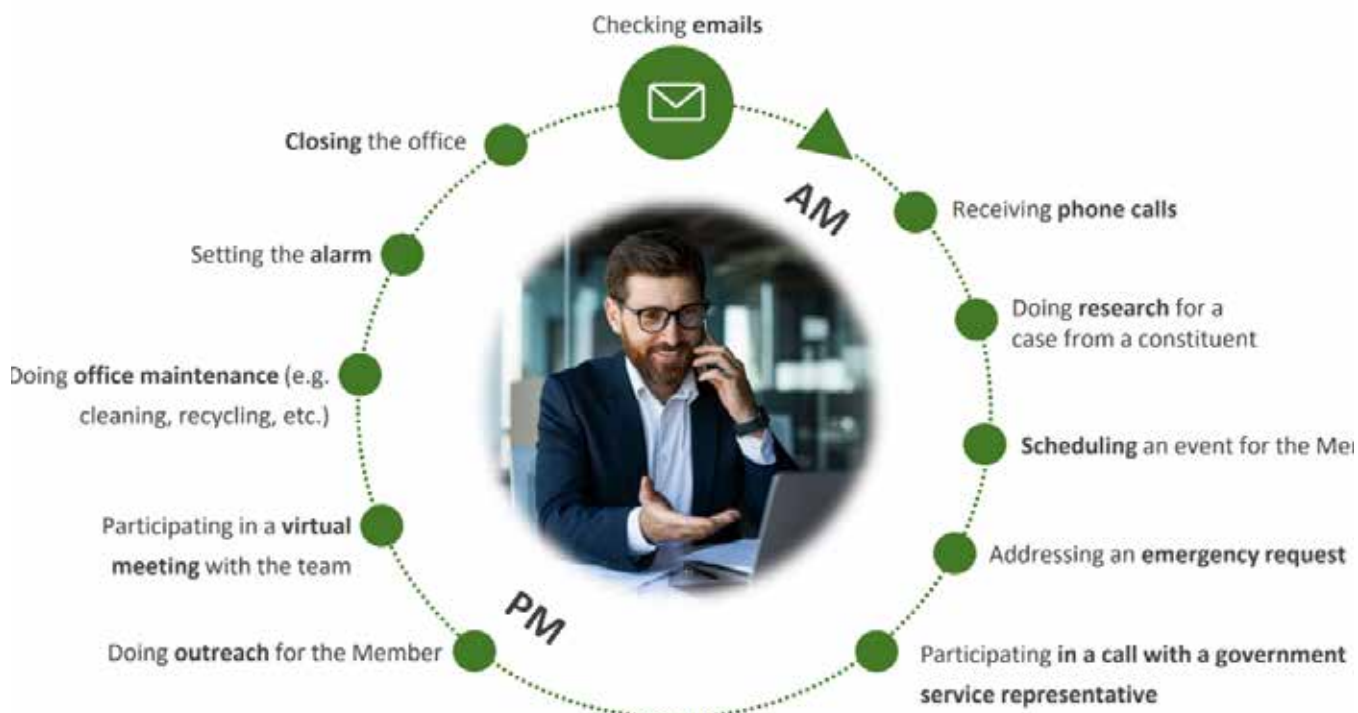 Checking emails
AM
Receiving phone calls
Doing research for a
case from a constituent
Scheduling an event for the
Addressing an emergency request
Participating in a call with a government
service representative
PM
Doing outreach for the Member
Participating in a virtual
meeting with the team
Doing office maintenance (e.g.
cleaning, recycling, etc.)
Setting the alarm
Closing the office